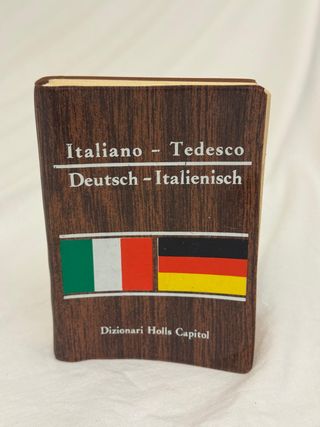 Italiano - Tedesco
Deutsch - Italienisch
Dizionari Holls Capitol